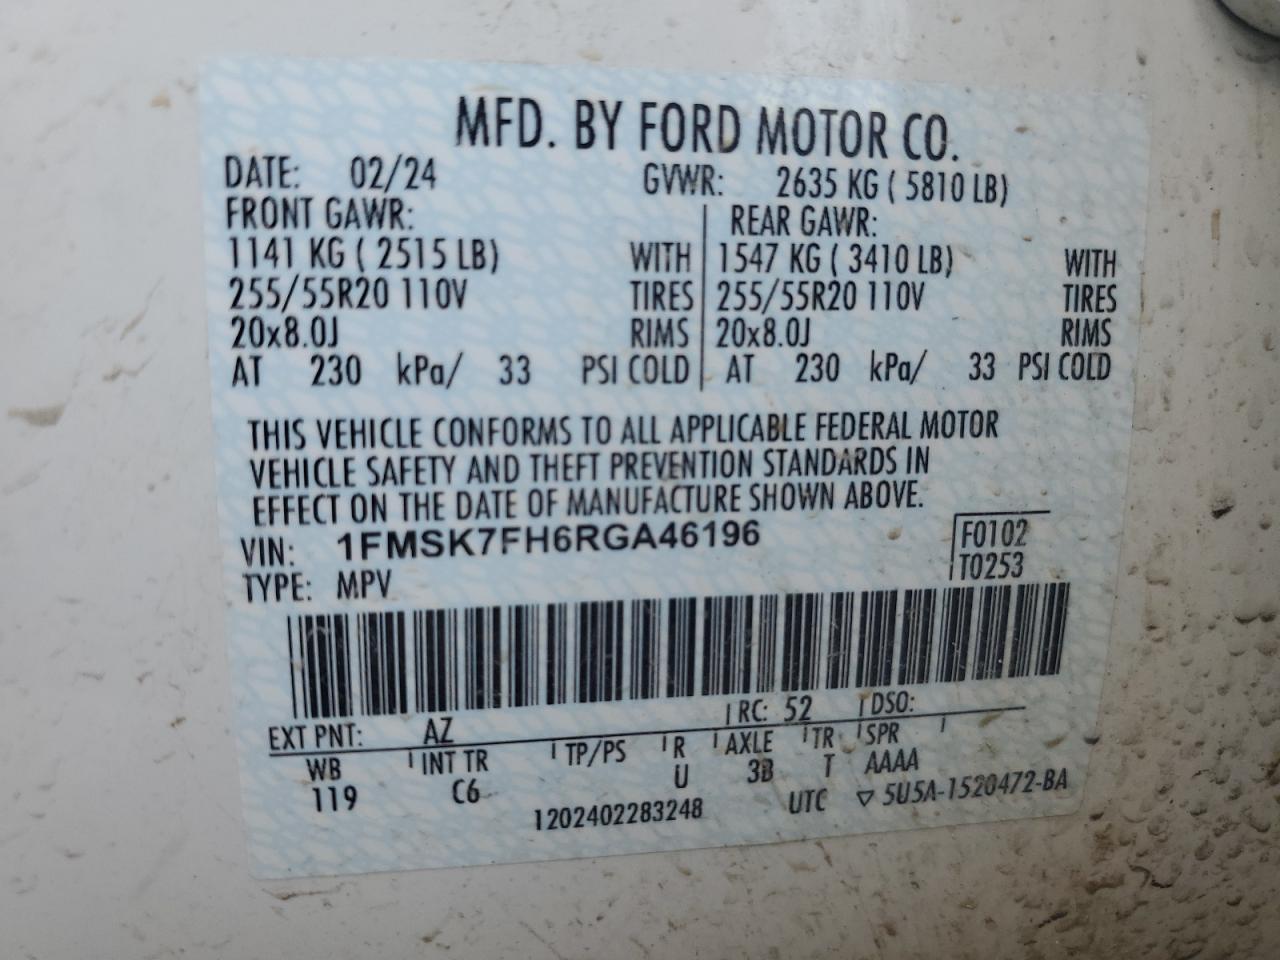 MFD. BY FORD MOTOR CO.
DATE: 02/24 GVWR: 2635 KG ( 5810 LB)
FRONT GAWR: REAR GAWR:
1141 KG ( 2515 LB) WITH 1547 KG ( 3410 LB) WITH
255/55R20 110V TIRES 255/55R20 110V TIRES
20x8.0J RIMS 20x8.0J RIMS
AT 230 kPa/ 33 PSI COLD AT 230 kPa/ 33 PSI COLD
THIS VEHICLE CONFORMS TO ALL APPLICABLE FEDERAL MOTOR
VEHICLE SAFETY AND THEFT PREVENTION STANDARDS IN
EFFECT ON THE DATE OF MANUFACTURE SHOWN ABOVE.
VIN: 1FMSK7FH6RGA46196 F0102
TYPE: MPV T0253
EXT PNT: AZ RC: 52 DSO:
WB INT TR TP/PS R AXLE TR SPR
119 C6 U 3B T AAAA
1202402283248 UTC ▽ 5U5A-1520472-BA